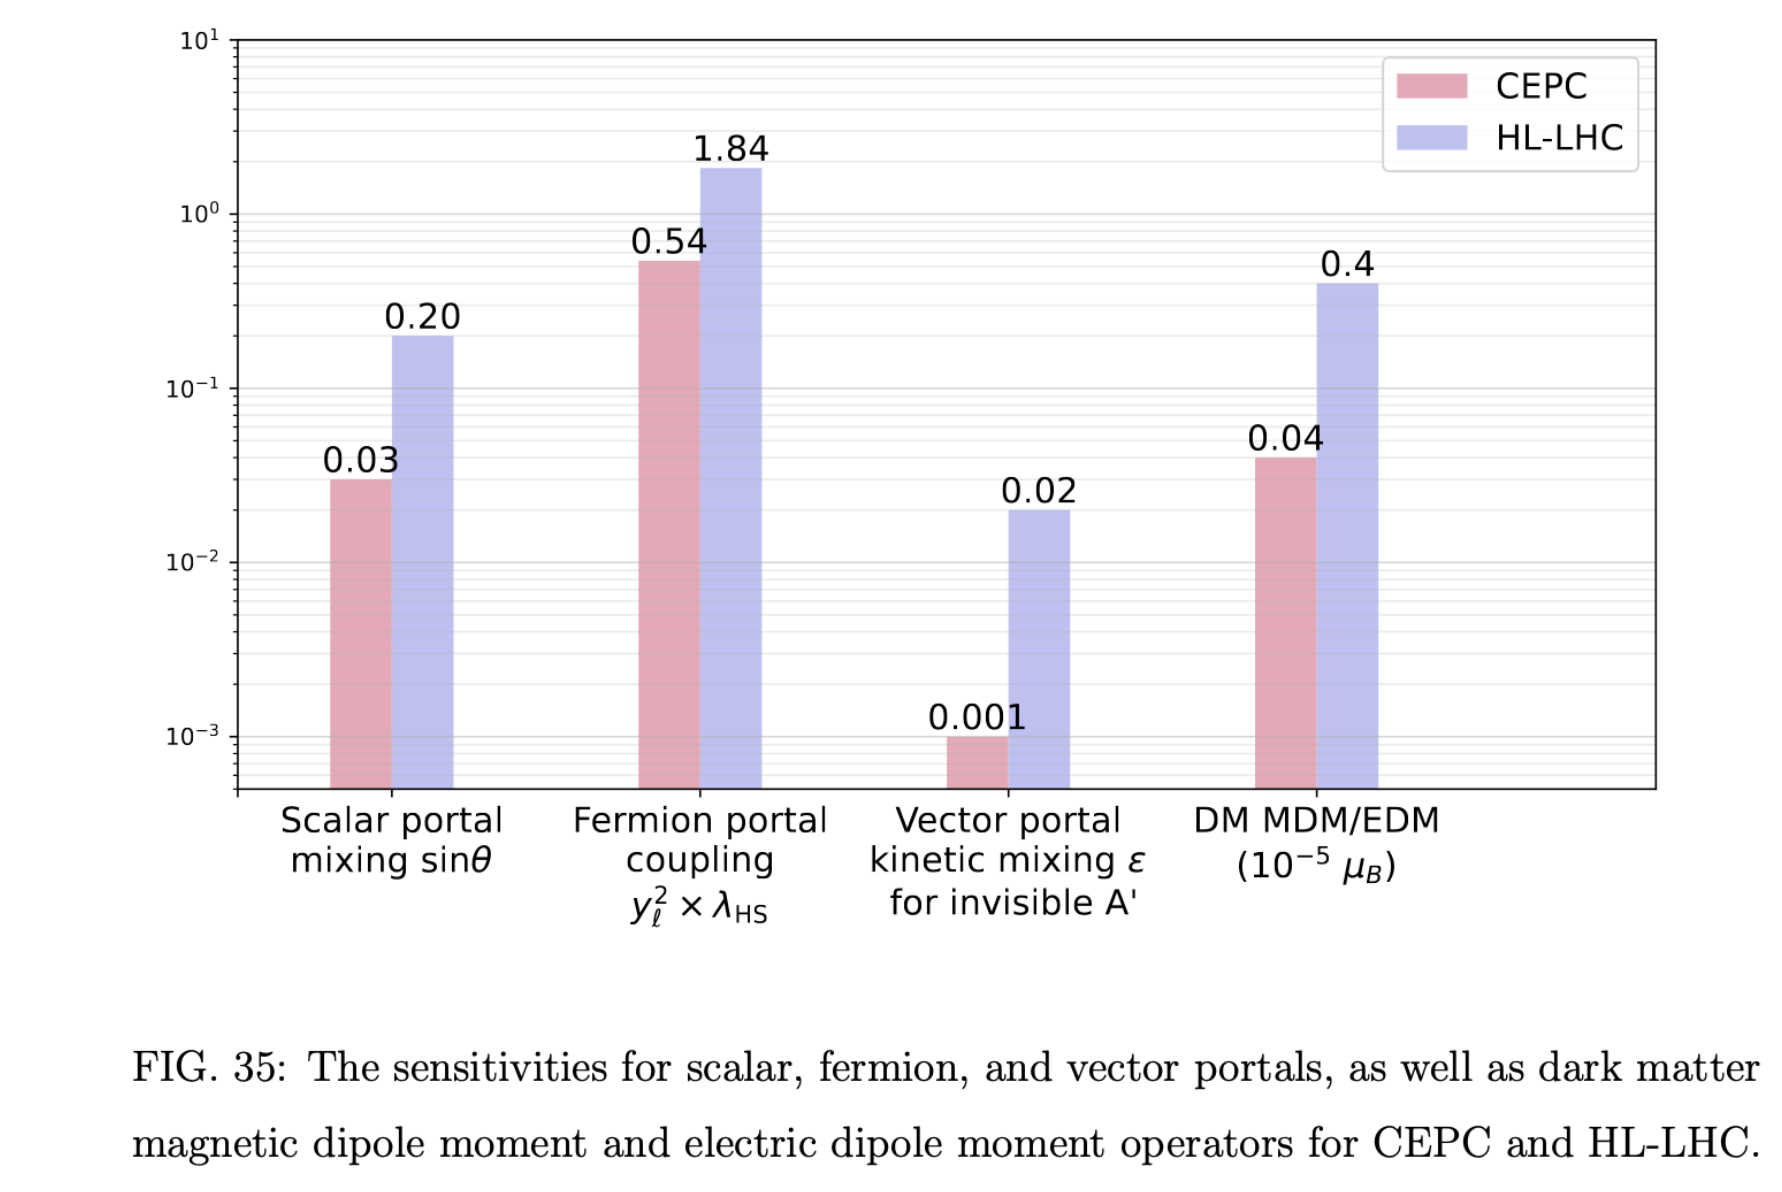 10¹
CEPC
HL-LHC
1.84
10⁰
0.54
0.4
0.20
10⁻¹
0.04
0.03
0.02
10⁻²
0.001
10⁻³
Scalar portal
mixing sinθ
Fermion portal
coupling
y²ℓ × λHS
Vector portal
kinetic mixing ε
for invisible A'
DM MDM/EDM
(10⁻⁵ μB)
FIG. 35: The sensitivities for scalar, fermion, and vector portals, as well as dark matter
magnetic dipole moment and electric dipole moment operators for CEPC and HL-LHC.